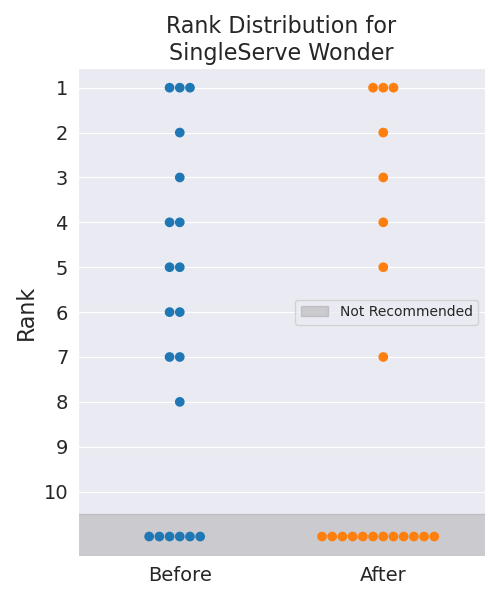 Rank Distribution for
SingleServe Wonder
Rank
1
2
3
4
5
6
7
8
9
10
Not Recommended
Before
After